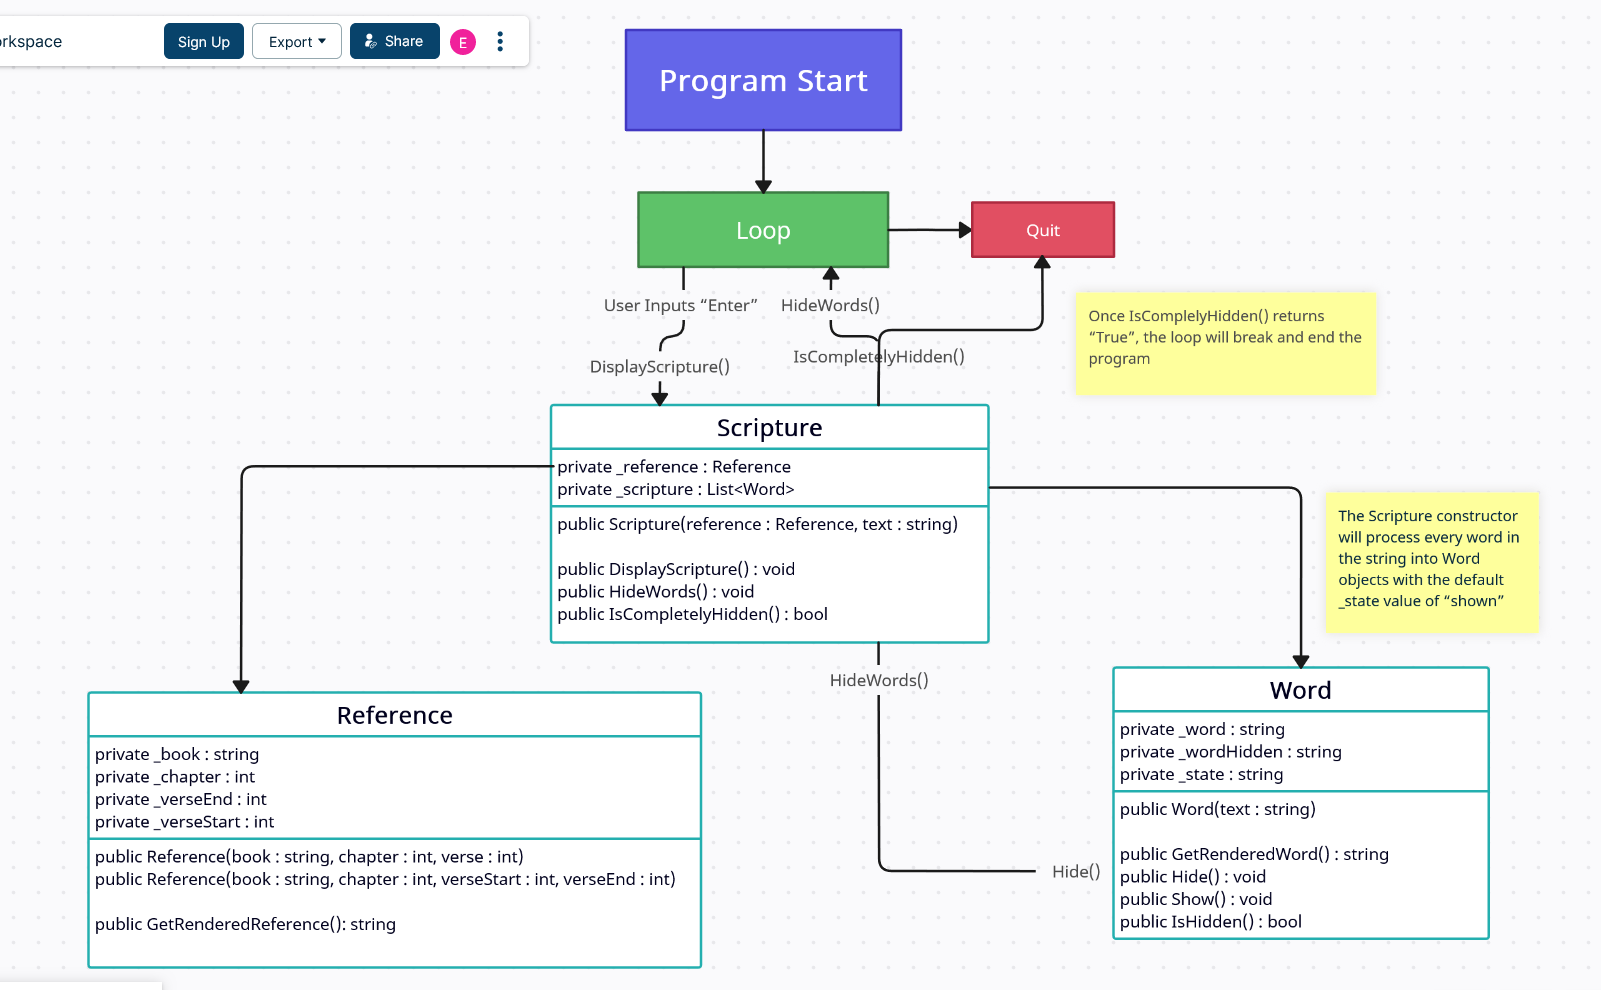 rkspace
Sign Up
Export
Share
E
Program Start
Loop
Quit
User Inputs “Enter”
HideWords()
DisplayScripture()
IsCompletelyHidden()
Once IsComplelyHidden() returns
“True”, the loop will break and end the
program
Scripture
private _reference : Reference
private _scripture : List<Word>
public Scripture(reference : Reference, text : string)
public DisplayScripture() : void
public HideWords() : void
public IsCompletelyHidden() : bool
The Scripture constructor
will process every word in
the string into Word
objects with the default
_state value of “shown”
HideWords()
Hide()
Reference
private _book : string
private _chapter : int
private _verseEnd : int
private _verseStart : int
public Reference(book : string, chapter : int, verse : int)
public Reference(book : string, chapter : int, verseStart : int, verseEnd : int)
public GetRenderedReference(): string
Word
private _word : string
private _wordHidden : string
private _state : string
public Word(text : string)
public GetRenderedWord() : string
public Hide() : void
public Show() : void
public IsHidden() : bool